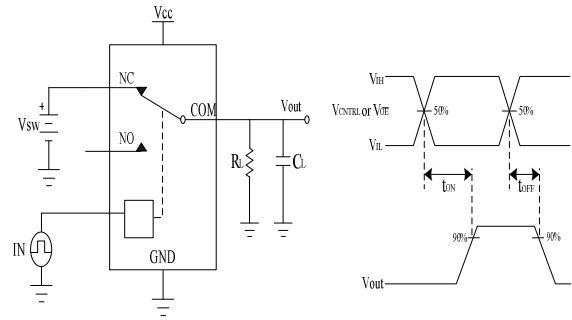 Vcc
NC
COM
Vout
+
Vsw
NO
RL
CL
IN
GND
VIH
VCNTRL or VOE
50%
50%
VIL
tON
tOFF
90%
90%
Vout